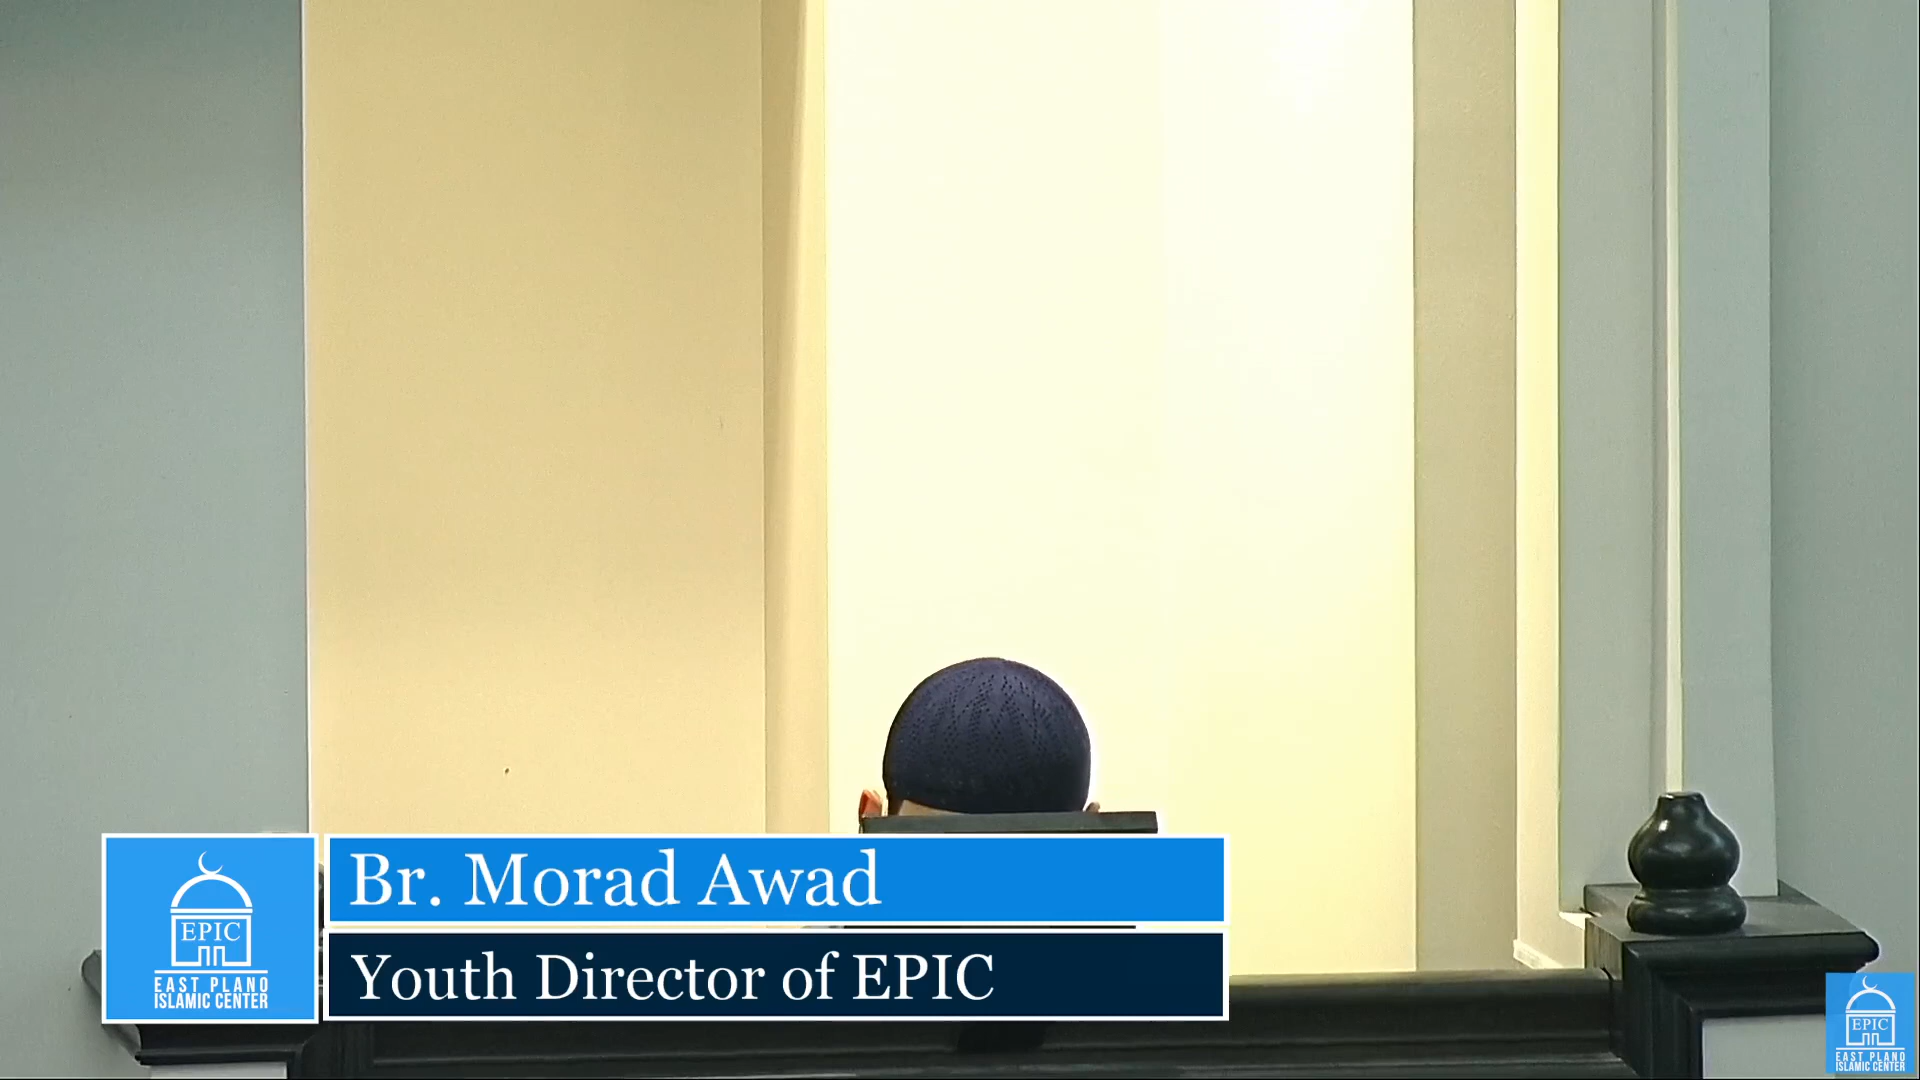 Br. Morad Awad
Youth Director of EPIC
EPIC
EAST PLANO
ISLAMIC CENTER
EPIC
EAST PLANO
ISLAMIC CENTER